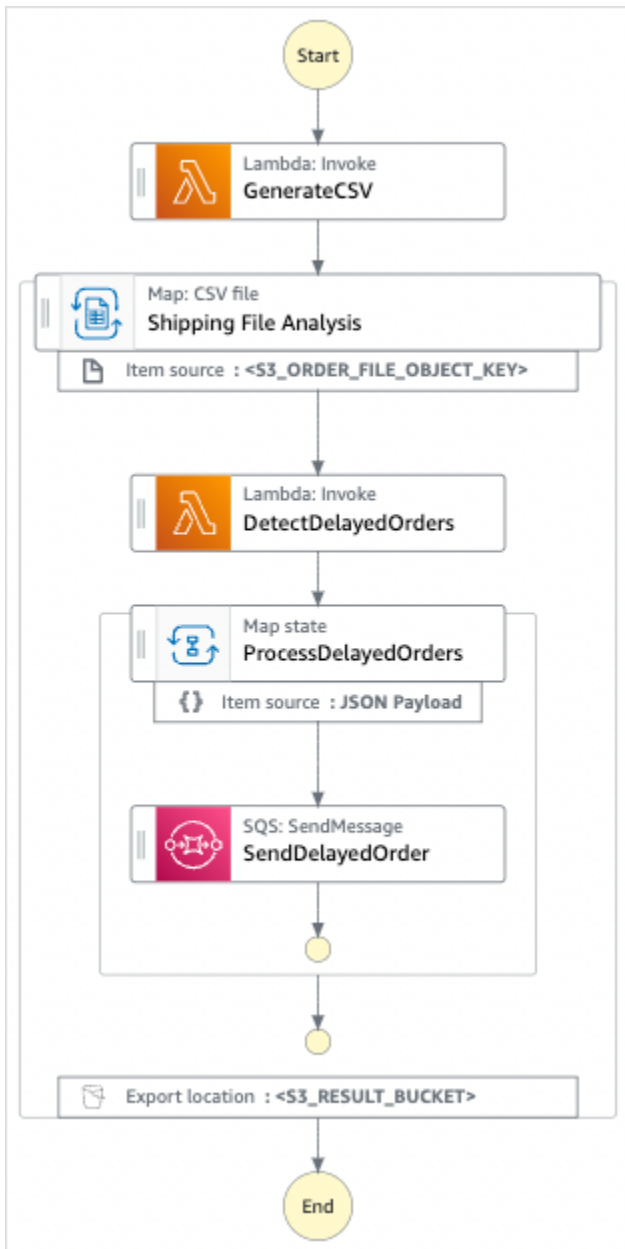 Start
Lambda: Invoke
GenerateCSV
Map: CSV file
Shipping File Analysis
Item source : <S3_ORDER_FILE_OBJECT_KEY>
Lambda: Invoke
DetectDelayedOrders
Map state
ProcessDelayedOrders
{} Item source : JSON Payload
SQS: SendMessage
SendDelayedOrder
Export location : <S3_RESULT_BUCKET>
End